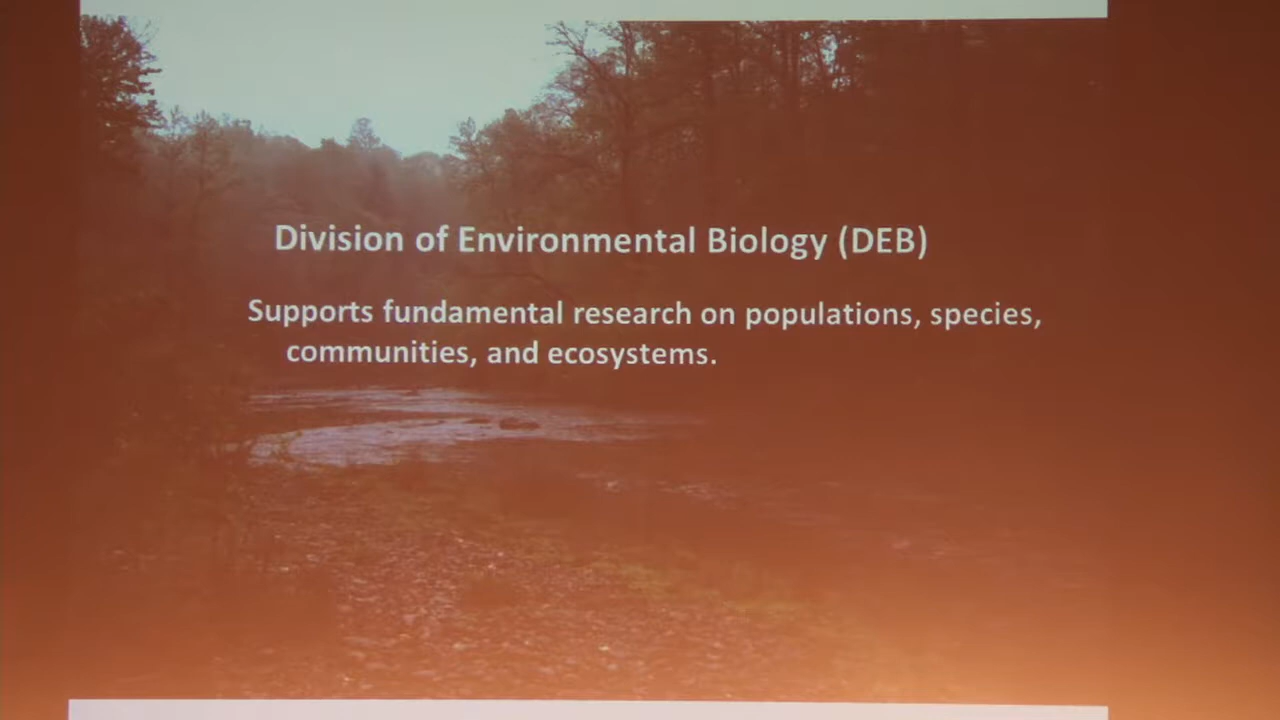 Division of Environmental Biology (DEB)
Supports fundamental research on populations, species,
communities, and ecosystems.